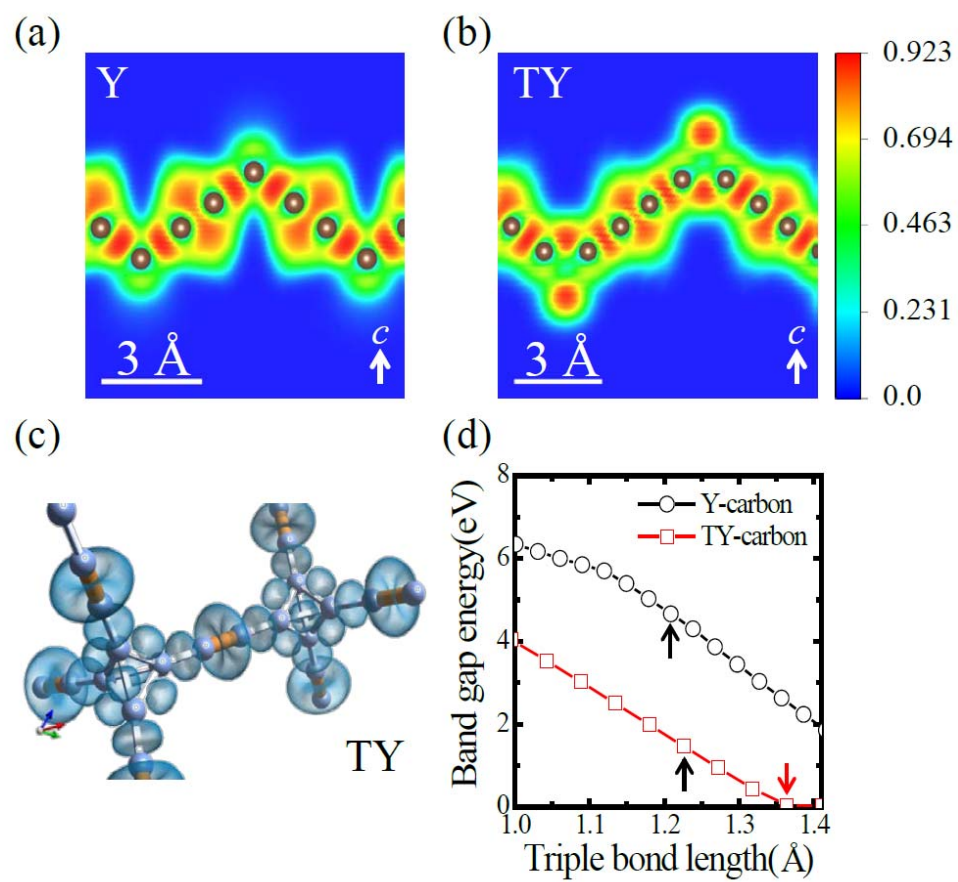 (a)
(b)
Y
TY
0.923
0.694
0.463
0.231
0.0
3 Å
c
3 Å
c
(c)
(d)
TY
Band gap energy(eV)
8
6
4
2
0
Y-carbon
TY-carbon
1.0 1.1 1.2 1.3 1.4
Triple bond length(Å)